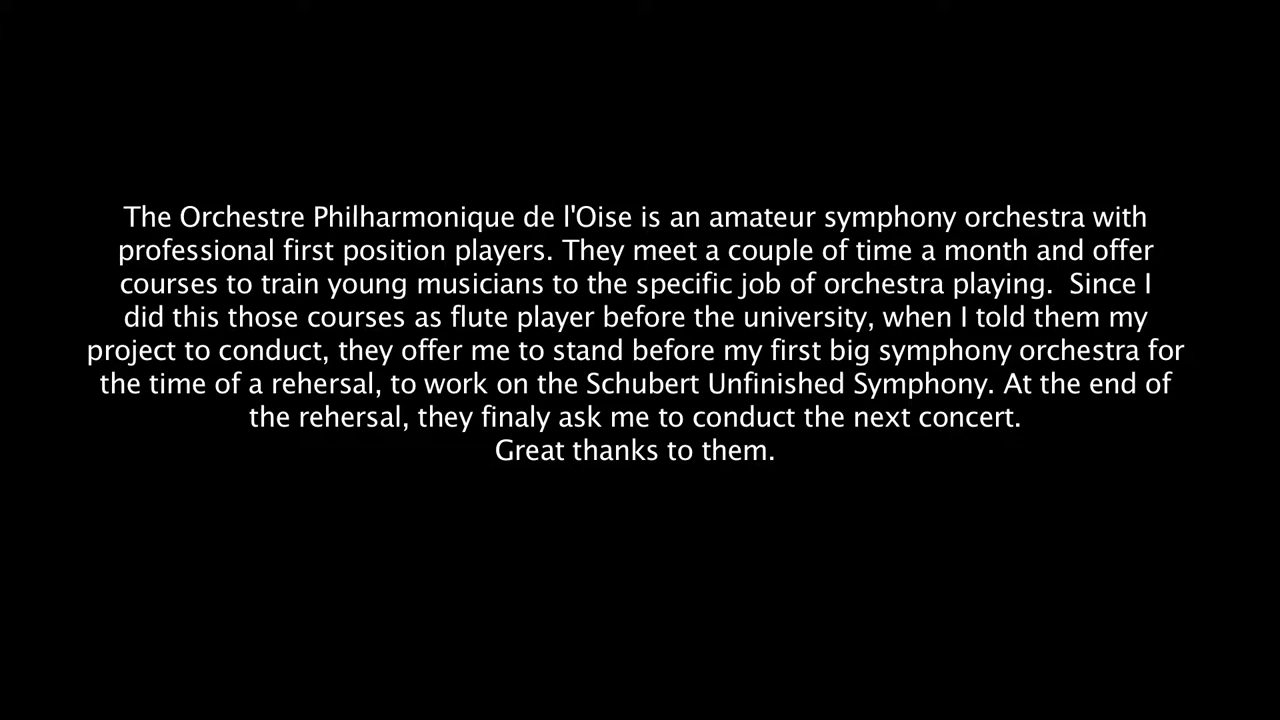 The Orchestre Philharmonique de l'Oise is an amateur symphony orchestra with
professional first position players. They meet a couple of time a month and offer
courses to train young musicians to the specific job of orchestra playing.  Since I
did this those courses as flute player before the university, when I told them my
project to conduct, they offer me to stand before my first big symphony orchestra for
the time of a rehersal, to work on the Schubert Unfinished Symphony. At the end of
the rehersal, they finaly ask me to conduct the next concert.
Great thanks to them.